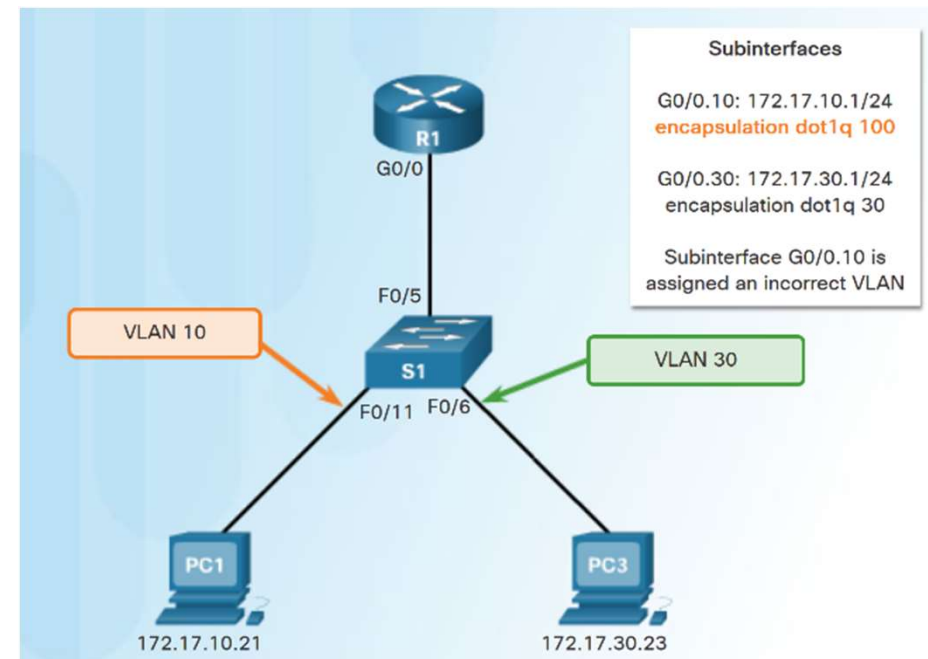 Subinterfaces
G0/0.10: 172.17.10.1/24
encapsulation dot1q 100
G0/0.30: 172.17.30.1/24
encapsulation dot1q 30
Subinterface G0/0.10 is
assigned an incorrect VLAN
R1
G0/0
F0/5
VLAN 10
S1
VLAN 30
F0/11 F0/6
PC1
PC3
172.17.10.21
172.17.30.23